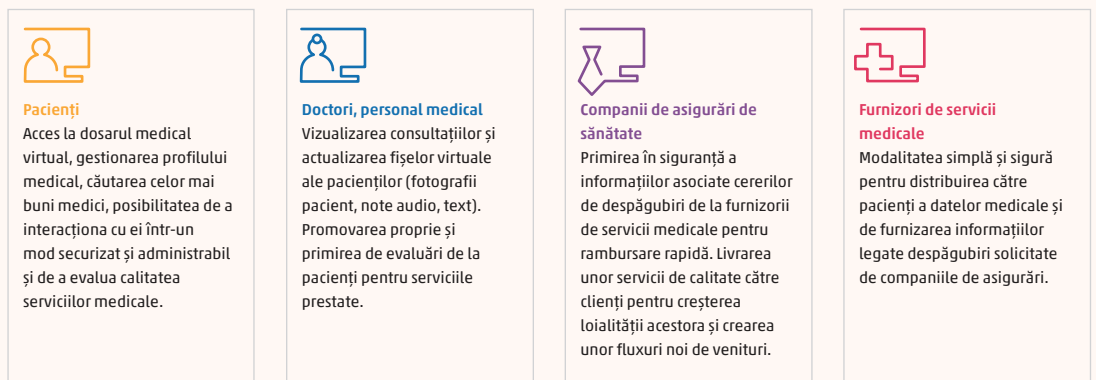 Pacienți
Acces la dosarul medical
virtual, gestionarea profilului
medical, căutarea celor mai
buni medici, posibilitatea de a
interacționa cu ei într-un
mod securizat și administrabil
și de a evalua calitatea
serviciilor medicale.
Doctori, personal medical
Vizualizarea consultațiilor și
actualizarea fișelor virtuale
ale pacienților (fotografii
pacient, note audio, text).
Promovarea proprie și
primirea de evaluări de la
pacienți pentru serviciile
prestate.
Companii de asigurări de
sănătate
Primirea în siguranță a
informațiilor asociate cererilor
de despăgubiri de la furnizorii
de servicii medicale pentru
rambursare rapidă. Livrarea
unor servicii de calitate către
clienți pentru creșterea
loialității acestora și crearea
unor fluxuri noi de venituri.
Furnizori de servicii
medicale
Modalitatea simplă și sigură
pentru distribuirea către
pacienți a datelor medicale și
de furnizarea informațiilor
legate despăgubiri solicitate
de companiile de asigurări.